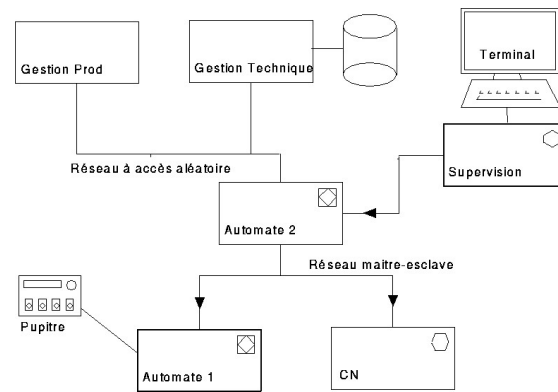 Terminal
Gestion Prod
Gestion Technique
Réseau à accès aléatoire
Supervision
Automate 2
Réseau maitre-esclave
Pupitre
Automate 1
CN